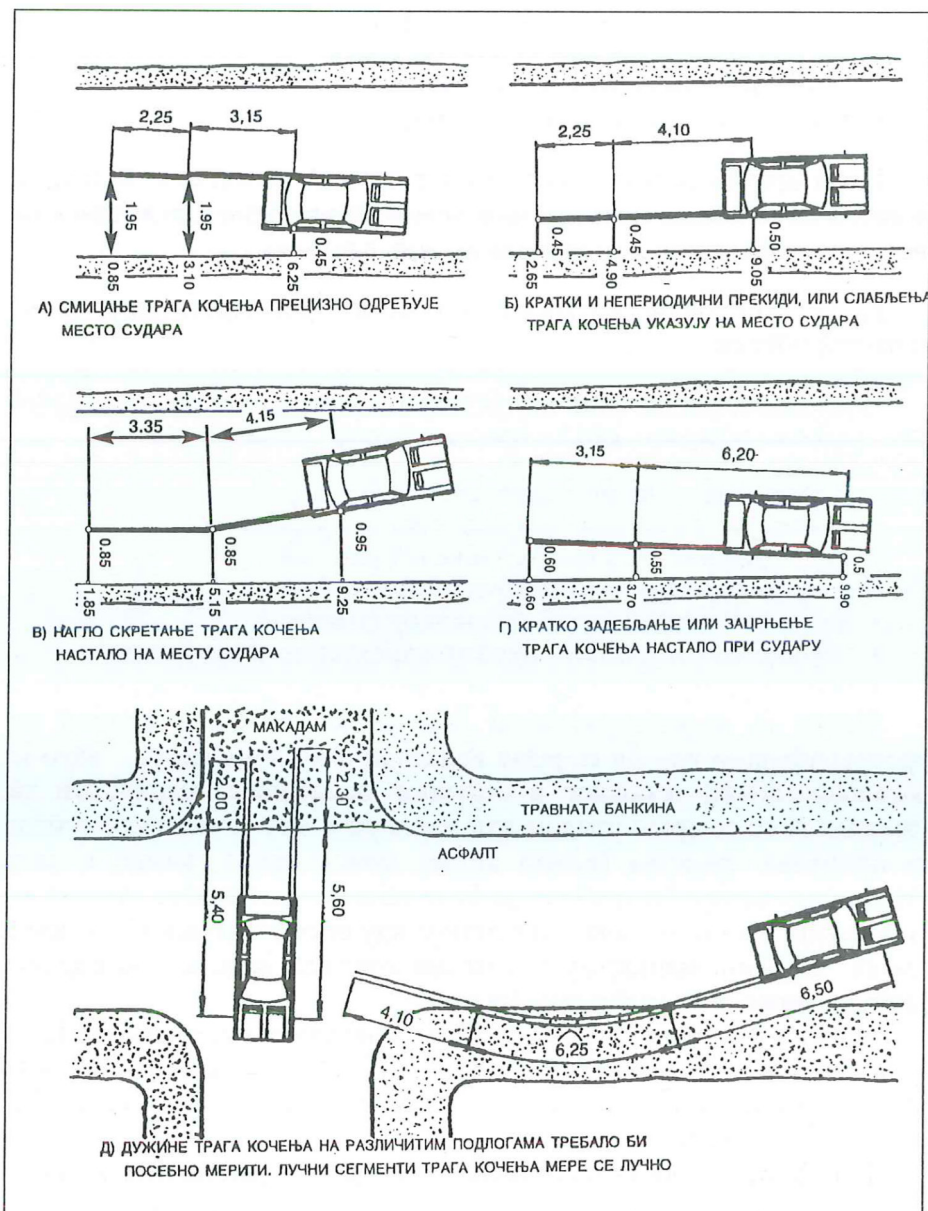 2,25
3,15
1.95
1.95
0.45
0.85
3.10
6.25
А) СМИЦАЊЕ ТРАГА КОЧЕЊА ПРЕЦИЗНО ОДРЕЂУЈЕ
МЕСТО СУДАРА
2,25
4,10
0.45
0.45
0.50
2.65
4.90
9.05
Б) КРАТКИ И НЕПЕРИОДИЧНИ ПРЕКИДИ, ИЛИ СЛАБЉЕЊА
ТРАГА КОЧЕЊА УКАЗУЈУ НА МЕСТО СУДАРА
3.35
4.15
0.85
0.85
0.95
1.85
5.15
9.25
В) НАГЛО СКРЕТАЊЕ ТРАГА КОЧЕЊА
НАСТАЛО НА МЕСТУ СУДАРА
3,15
6,20
0.60
0.55
0.5
3.70
Г) КРАТКО ЗАДЕБЉАЊЕ ИЛИ ЗАЦРЊЕЊЕ
ТРАГА КОЧЕЊА НАСТАЛО ПРИ СУДАРУ
МАКАДАМ
2.00
2,30
ТРАВНАТА БАНКИНА
АСФАЛТ
5,40
5,60
4,10
6,25
6,50
Д) ДУЖИНЕ ТРАГА КОЧЕЊА НА РАЗЛИЧИТИМ ПОДЛОГАМА ТРЕБАЛО БИ
ПОСЕБНО МЕРИТИ. ЛУЧНИ СЕГМЕНТИ ТРАГА КОЧЕЊА МЕРЕ СЕ ЛУЧНО